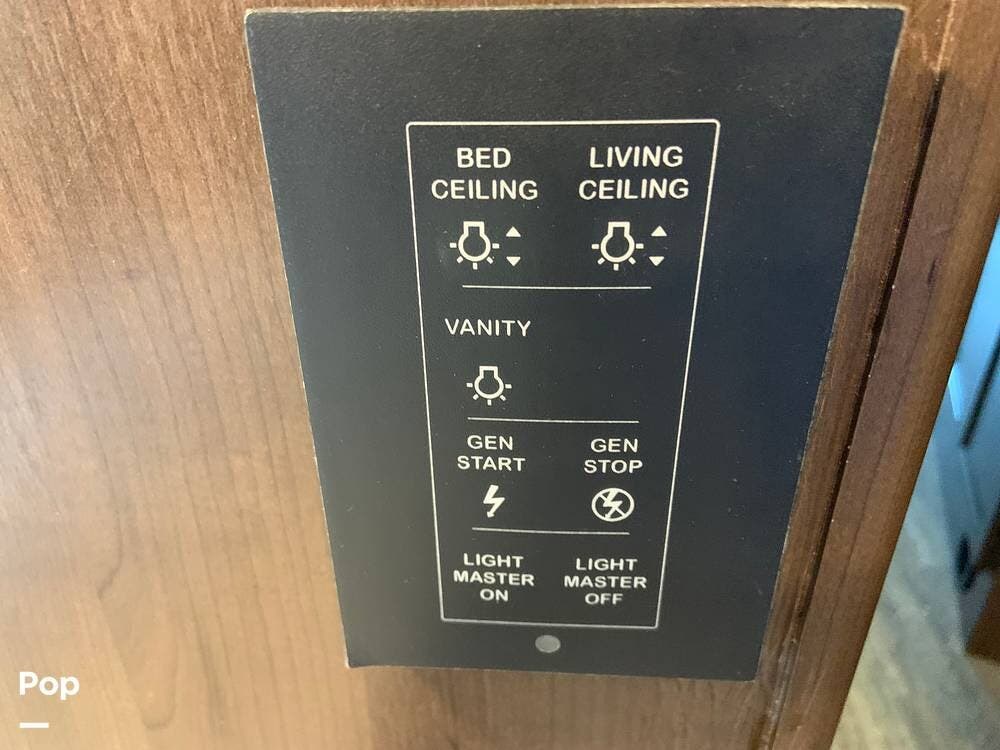 BED
CEILING
LIVING
CEILING
VANITY
GEN
START
GEN
STOP
LIGHT
MASTER
ON
LIGHT
MASTER
OFF
Pop